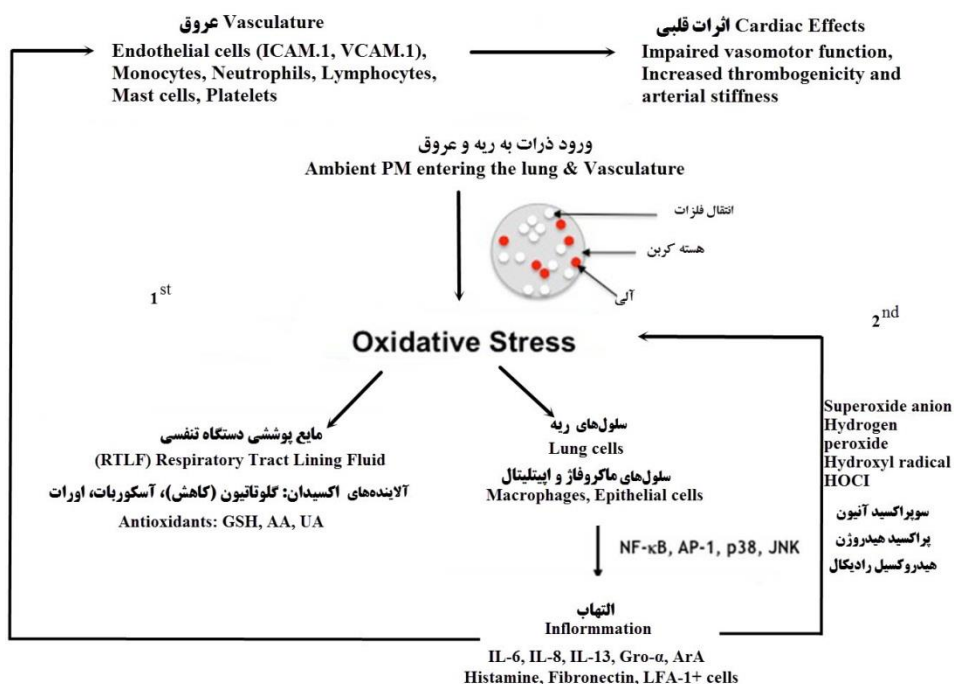 عروق Vasculature
Endothelial cells (ICAM.1, VCAM.1),
Monocytes, Neutrophils, Lymphocytes,
Mast cells, Platelets
اثرات قلبی Cardiac Effects
Impaired vasomotor function,
Increased thrombogenicity and
arterial stiffness
ورود ذرات به ریه و عروق
Ambient PM entering the lung & Vasculature
انتقال فلزات
هسته کربن
آلی
1st
2nd
Oxidative Stress
مایع پوششی دستگاه تنفسی
(RTLF) Respiratory Tract Lining Fluid
آلاینده‌های اکسیدان: گلوتاتیون (کاهش)، آسکوربات، اورات
Antioxidants: GSH, AA, UA
سلول‌های ریه
Lung cells
سلول‌های ماکروفاژ و اپیتلیتال
Macrophages, Epithelial cells
NF-κB, AP-1, p38, JNK
Superoxide anion
Hydrogen
peroxide
Hydroxyl radical
HOCI
سوپراکسید آنیون
پراکسید هیدروژن
هیدروکسیل رادیکال
التهاب
Inflormmation
IL-6, IL-8, IL-13, Gro-α, ArA
Histamine, Fibronectin, LFA-1+ cells